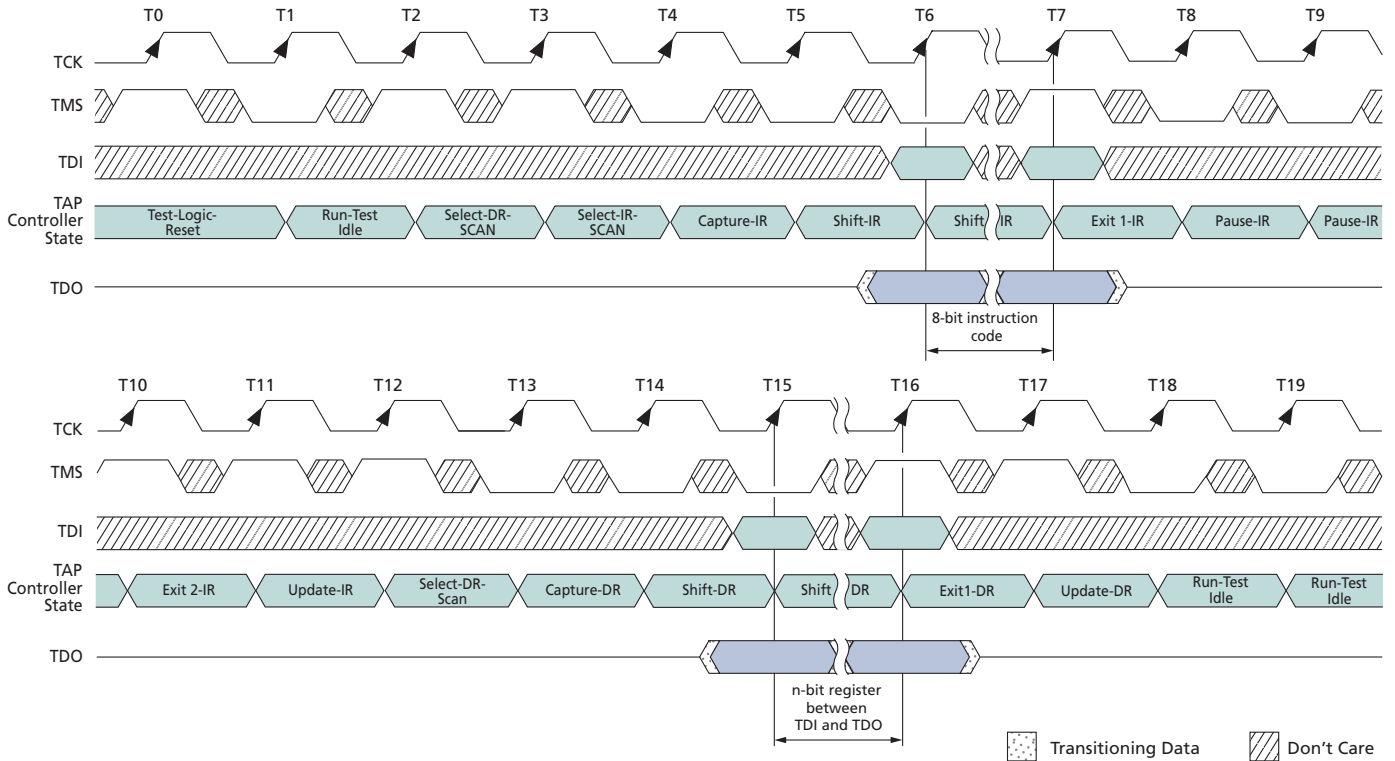 T0 T1 T2 T3 T4 T5 T6 T7 T8 T9
TCK
TMS
TDI
TAP
Controller
State
Test-Logic-
Reset
Run-Test
Idle
Select-DR-
SCAN
Select-IR-
SCAN
Capture-IR
Shift-IR
Shift IR
Exit 1-IR
Pause-IR
Pause-IR
TDO
8-bit instruction
code
T10 T11 T12 T13 T14 T15 T16 T17 T18 T19
TCK
TMS
TDI
TAP
Controller
State
Exit 2-IR
Update-IR
Select-DR-
Scan
Capture-DR
Shift-DR
Shift DR
Exit1-DR
Update-DR
Run-Test
Idle
Run-Test
Idle
TDO
n-bit register
between
TDI and TDO
Transitioning Data
Don't Care